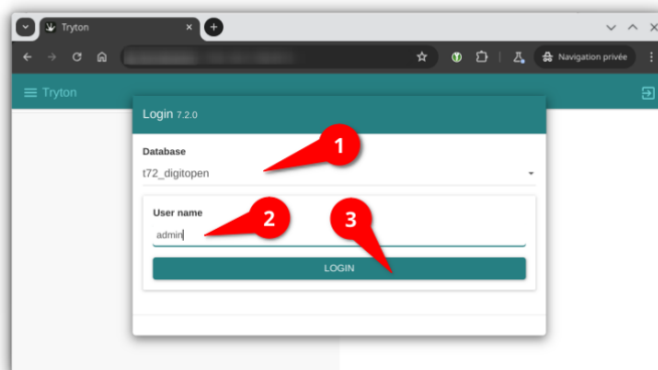 Tryton
Navigation privée
Tryton
Login 7.2.0
Database
1
t72_digitopen
User name
2
admin
3
LOGIN